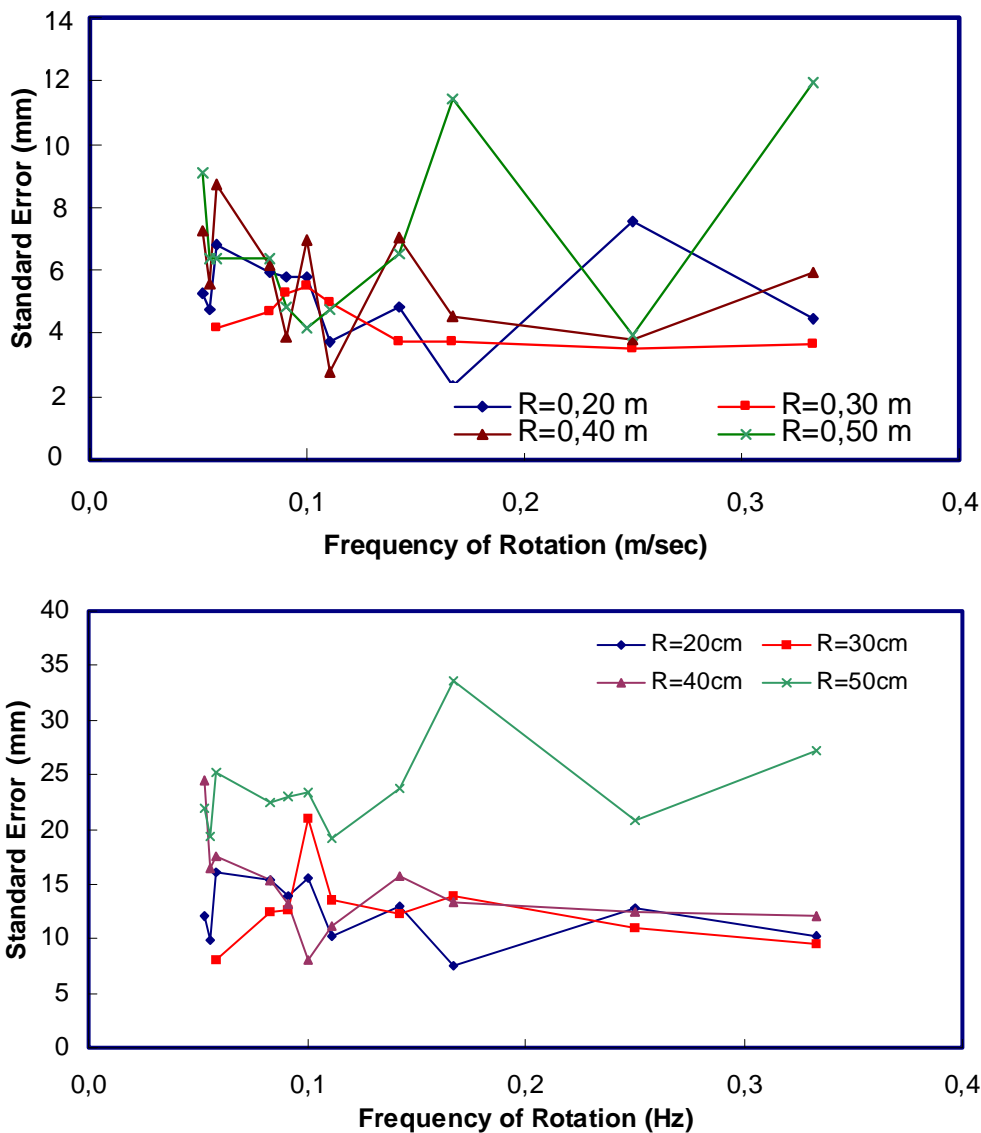 14
12
10
8
6
4
2
0
Standard Error (mm)
R=0,20 m R=0,30 m
R=0,40 m R=0,50 m
0,0 0,1 0,2 0,3 0,4
Frequency of Rotation (m/sec)
40
35
30
25
20
15
10
5
0
Standard Error (mm)
R=20cm R=30cm
R=40cm R=50cm
0,0 0,1 0,2 0,3 0,4
Frequency of Rotation (Hz)